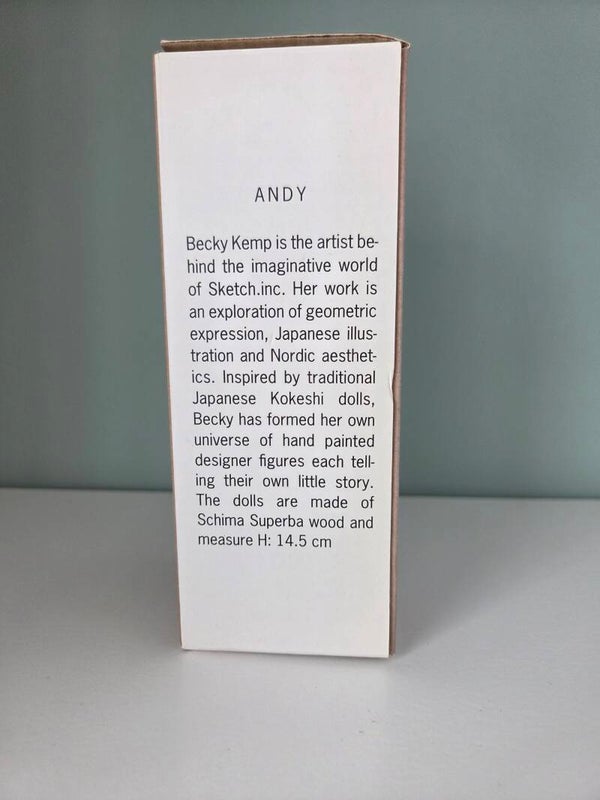 ANDY
Becky Kemp is the artist be-
hind the imaginative world
of Sketch.inc. Her work is
an exploration of geometric
expression, Japanese illus-
tration and Nordic aesthet-
ics. Inspired by traditional
Japanese Kokeshi dolls,
Becky has formed her own
universe of hand painted
designer figures each tell-
ing their own little story.
The dolls are made of
Schima Superba wood and
measure H: 14.5 cm